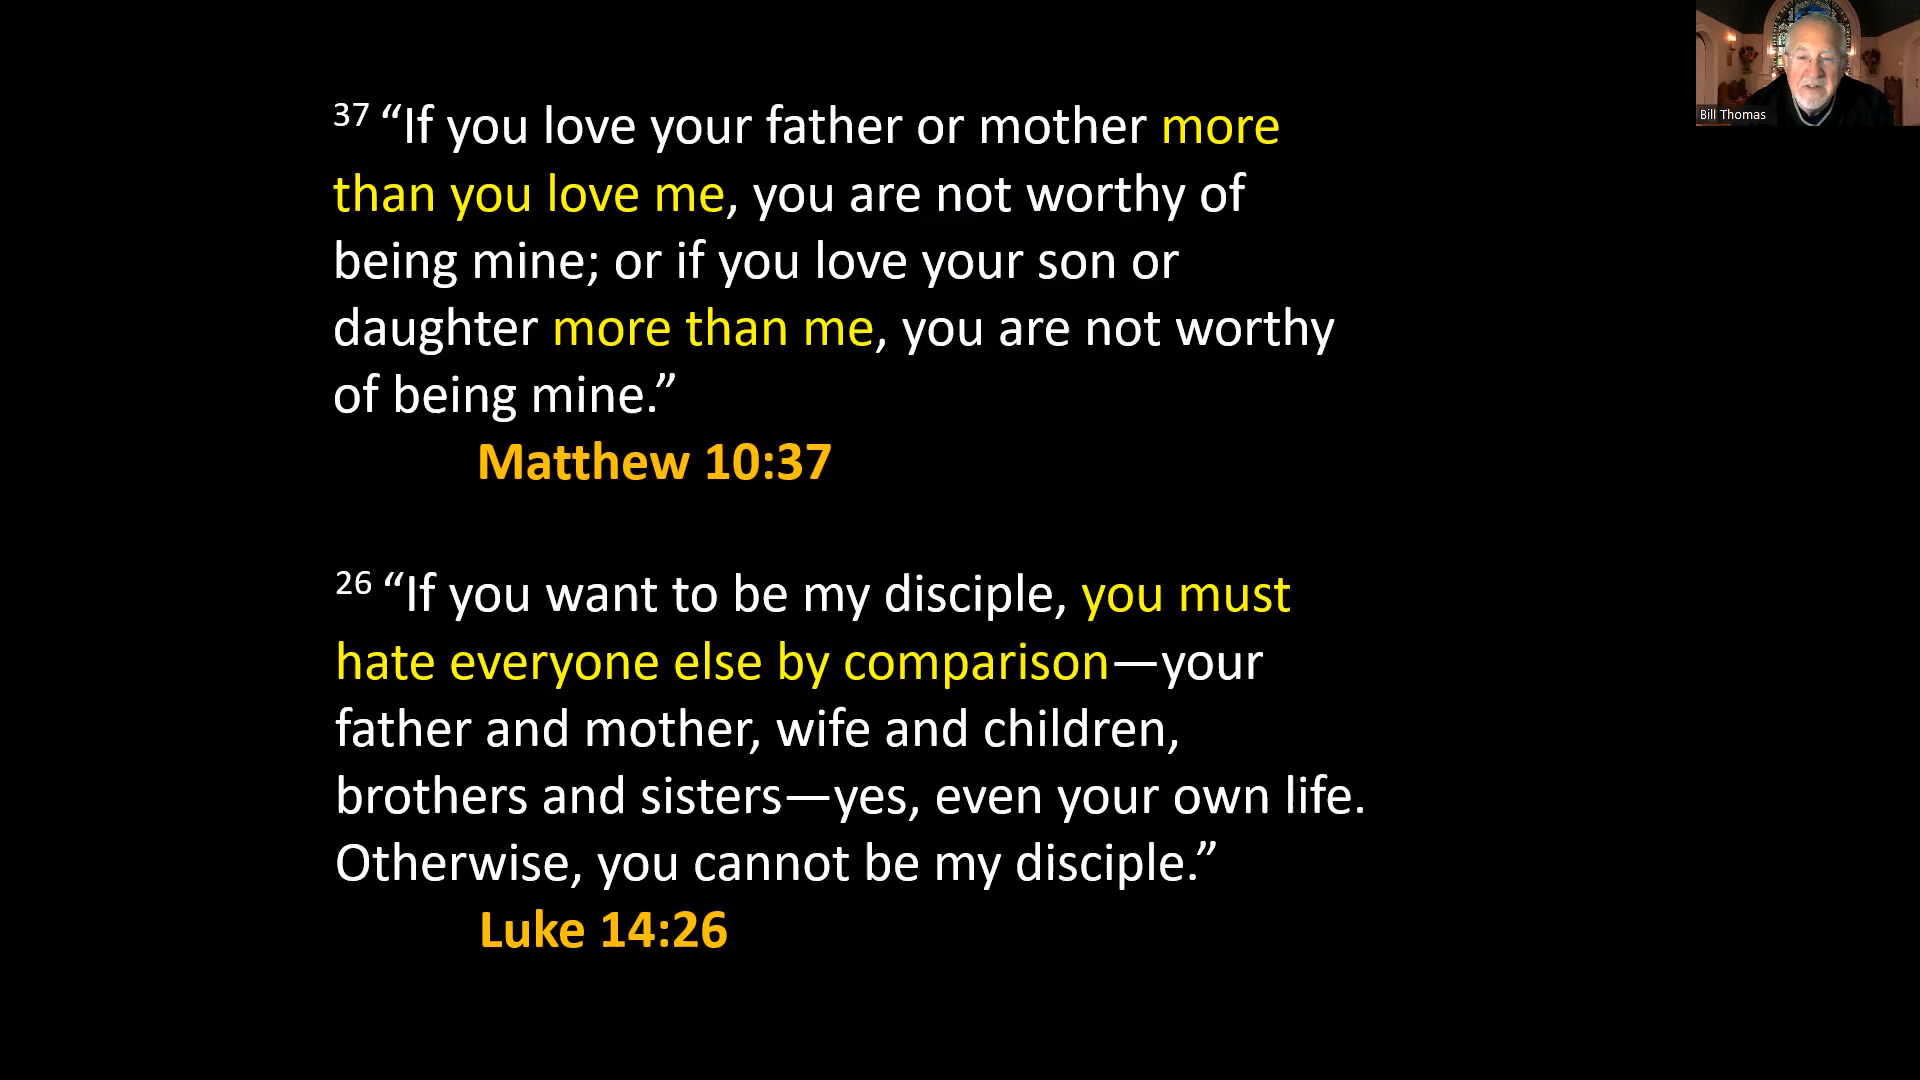 37 “If you love your father or mother more
than you love me, you are not worthy of
being mine; or if you love your son or
daughter more than me, you are not worthy
of being mine.”
Matthew 10:37
26 “If you want to be my disciple, you must
hate everyone else by comparison—your
father and mother, wife and children,
brothers and sisters—yes, even your own life.
Otherwise, you cannot be my disciple.”
Luke 14:26
Bill Thomas